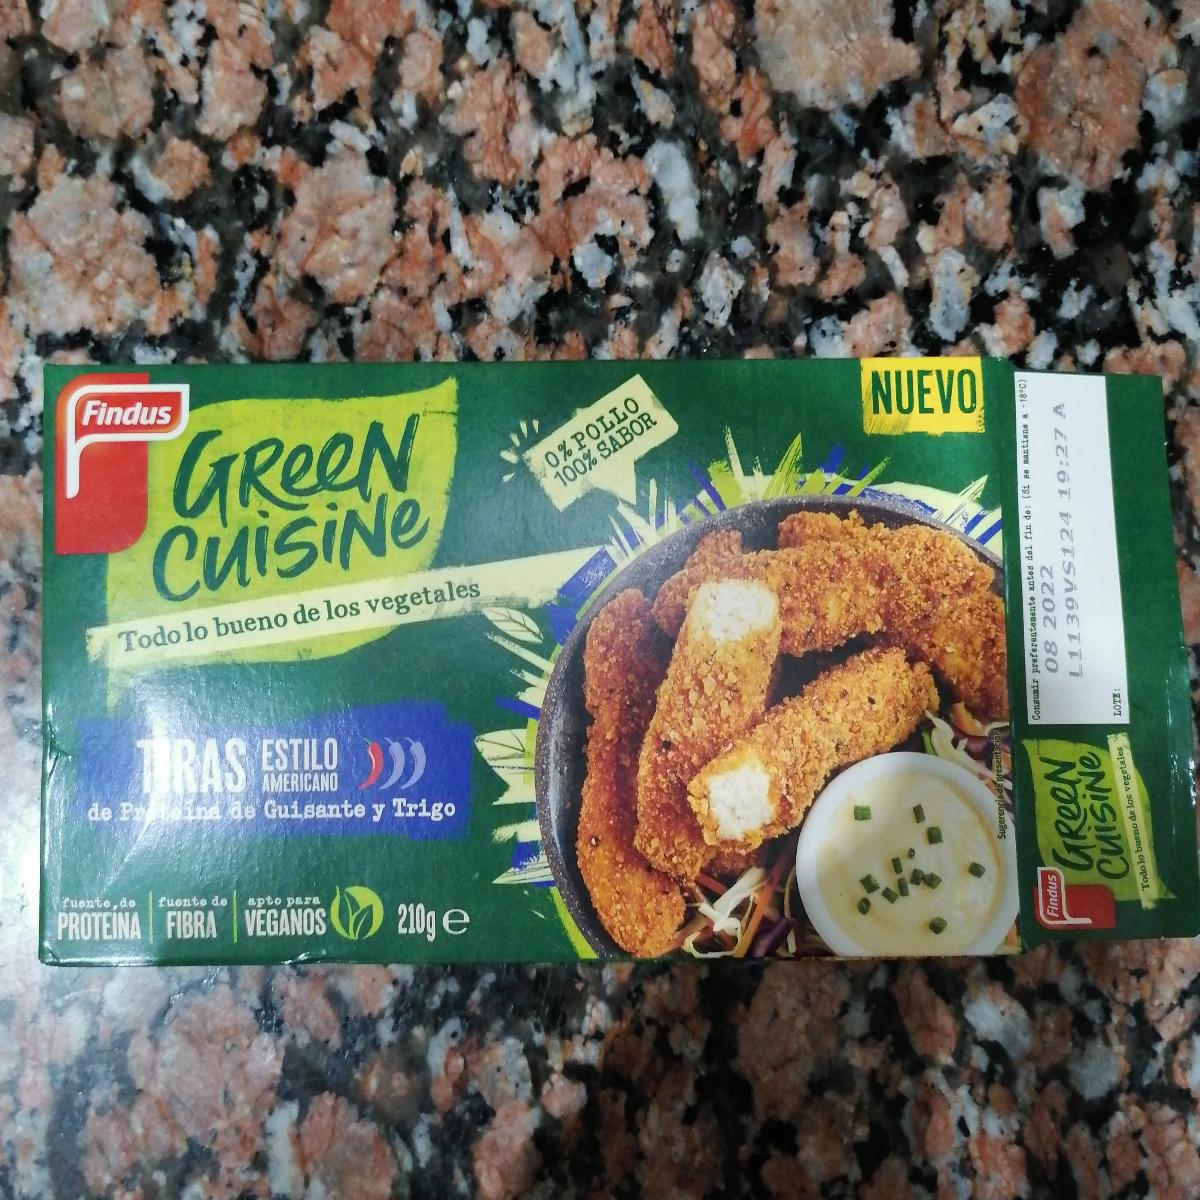 Findus
GReeN
CUiSiNe
Todo lo bueno de los vegetales
0% POLLO
100% SABOR
NUEVO
TIRAS ESTILO
AMERICANO
de Proteína de Guisante y Trigo
fuente de
PROTEÍNA
fuente de
FIBRA
apto para
VEGANOS
210g e
Sugerencia de presentación
Consumir preferentemente antes del fin de: (Si se mantiene a -18ºC)
08 2022
L1139VS124 19:27 A
LOTE:
GReeN
CUiSiNe
Todo lo bueno de los vegetales
Findus